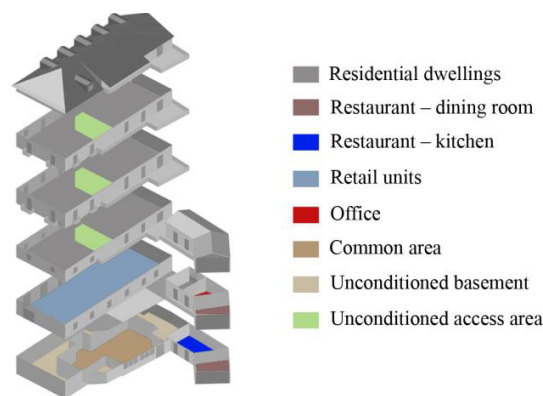 Residential dwellings
Restaurant – dining room
Restaurant – kitchen
Retail units
Office
Common area
Unconditioned basement
Unconditioned access area